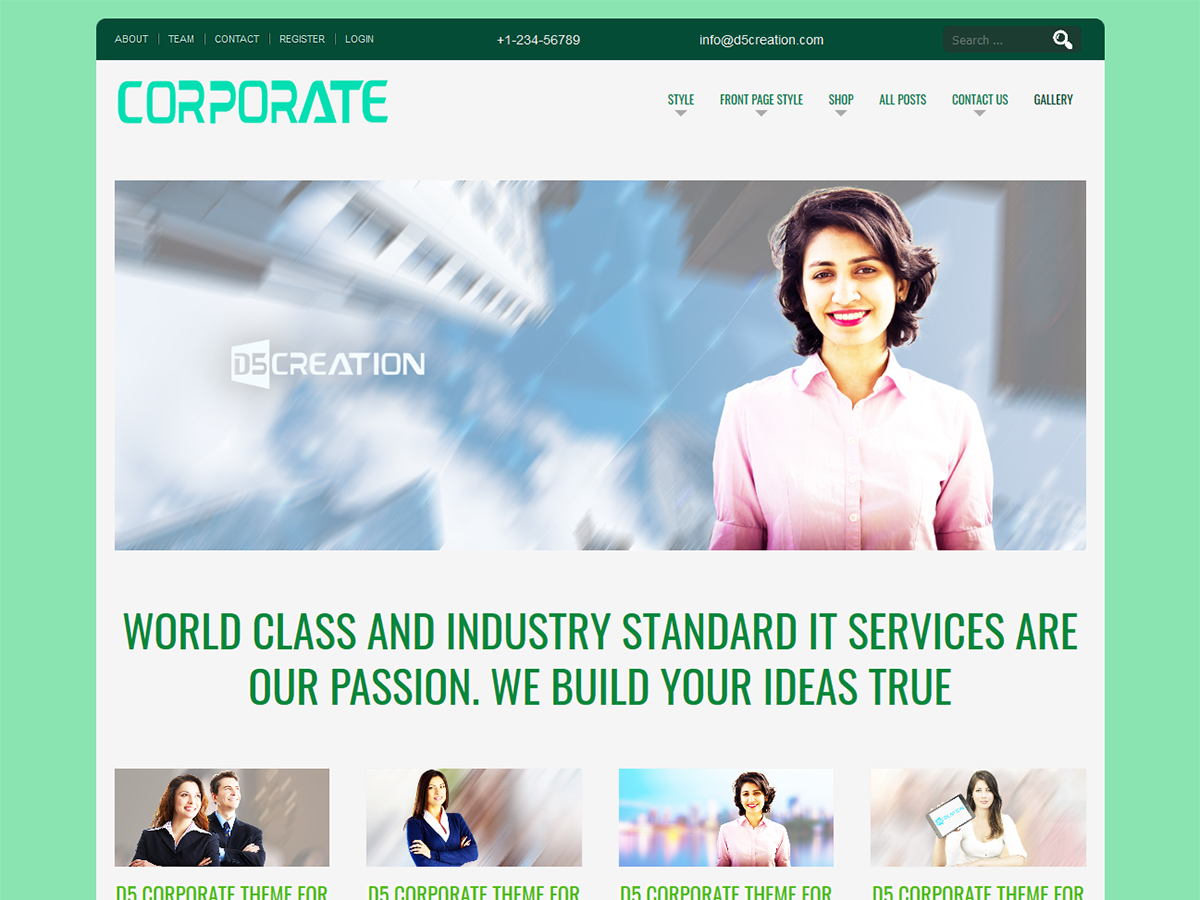 ABOUT TEAM CONTACT REGISTER LOGIN +1-234-56789 info@d5creation.com Search ...
CORPORATE
STYLE FRONT PAGE STYLE SHOP ALL POSTS CONTACT US GALLERY
D5CREATION
WORLD CLASS AND INDUSTRY STANDARD IT SERVICES ARE
OUR PASSION. WE BUILD YOUR IDEAS TRUE
D5CREATION
D5 CORPORATE THEME FOR D5 CORPORATE THEME FOR D5 CORPORATE THEME FOR D5 CORPORATE THEME FOR